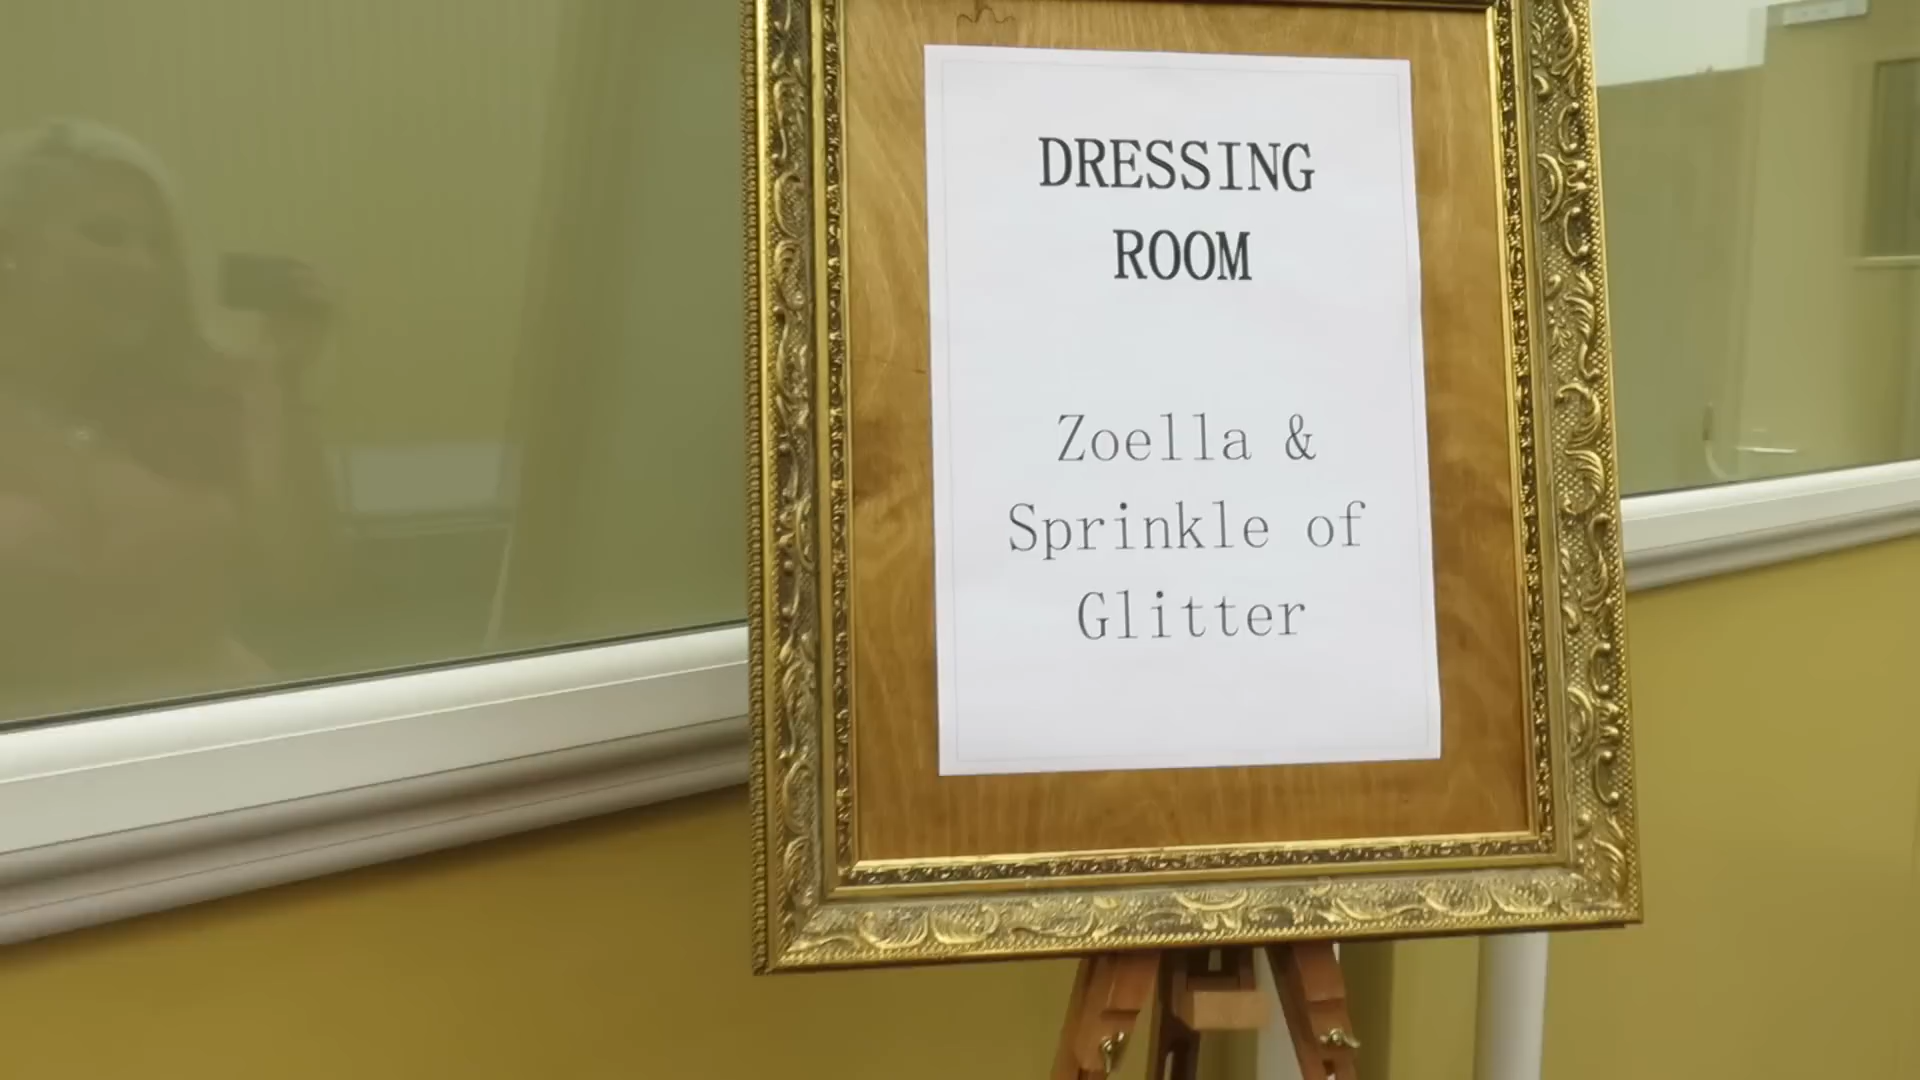 DRESSING
ROOM
Zoella &
Sprinkle of
Glitter